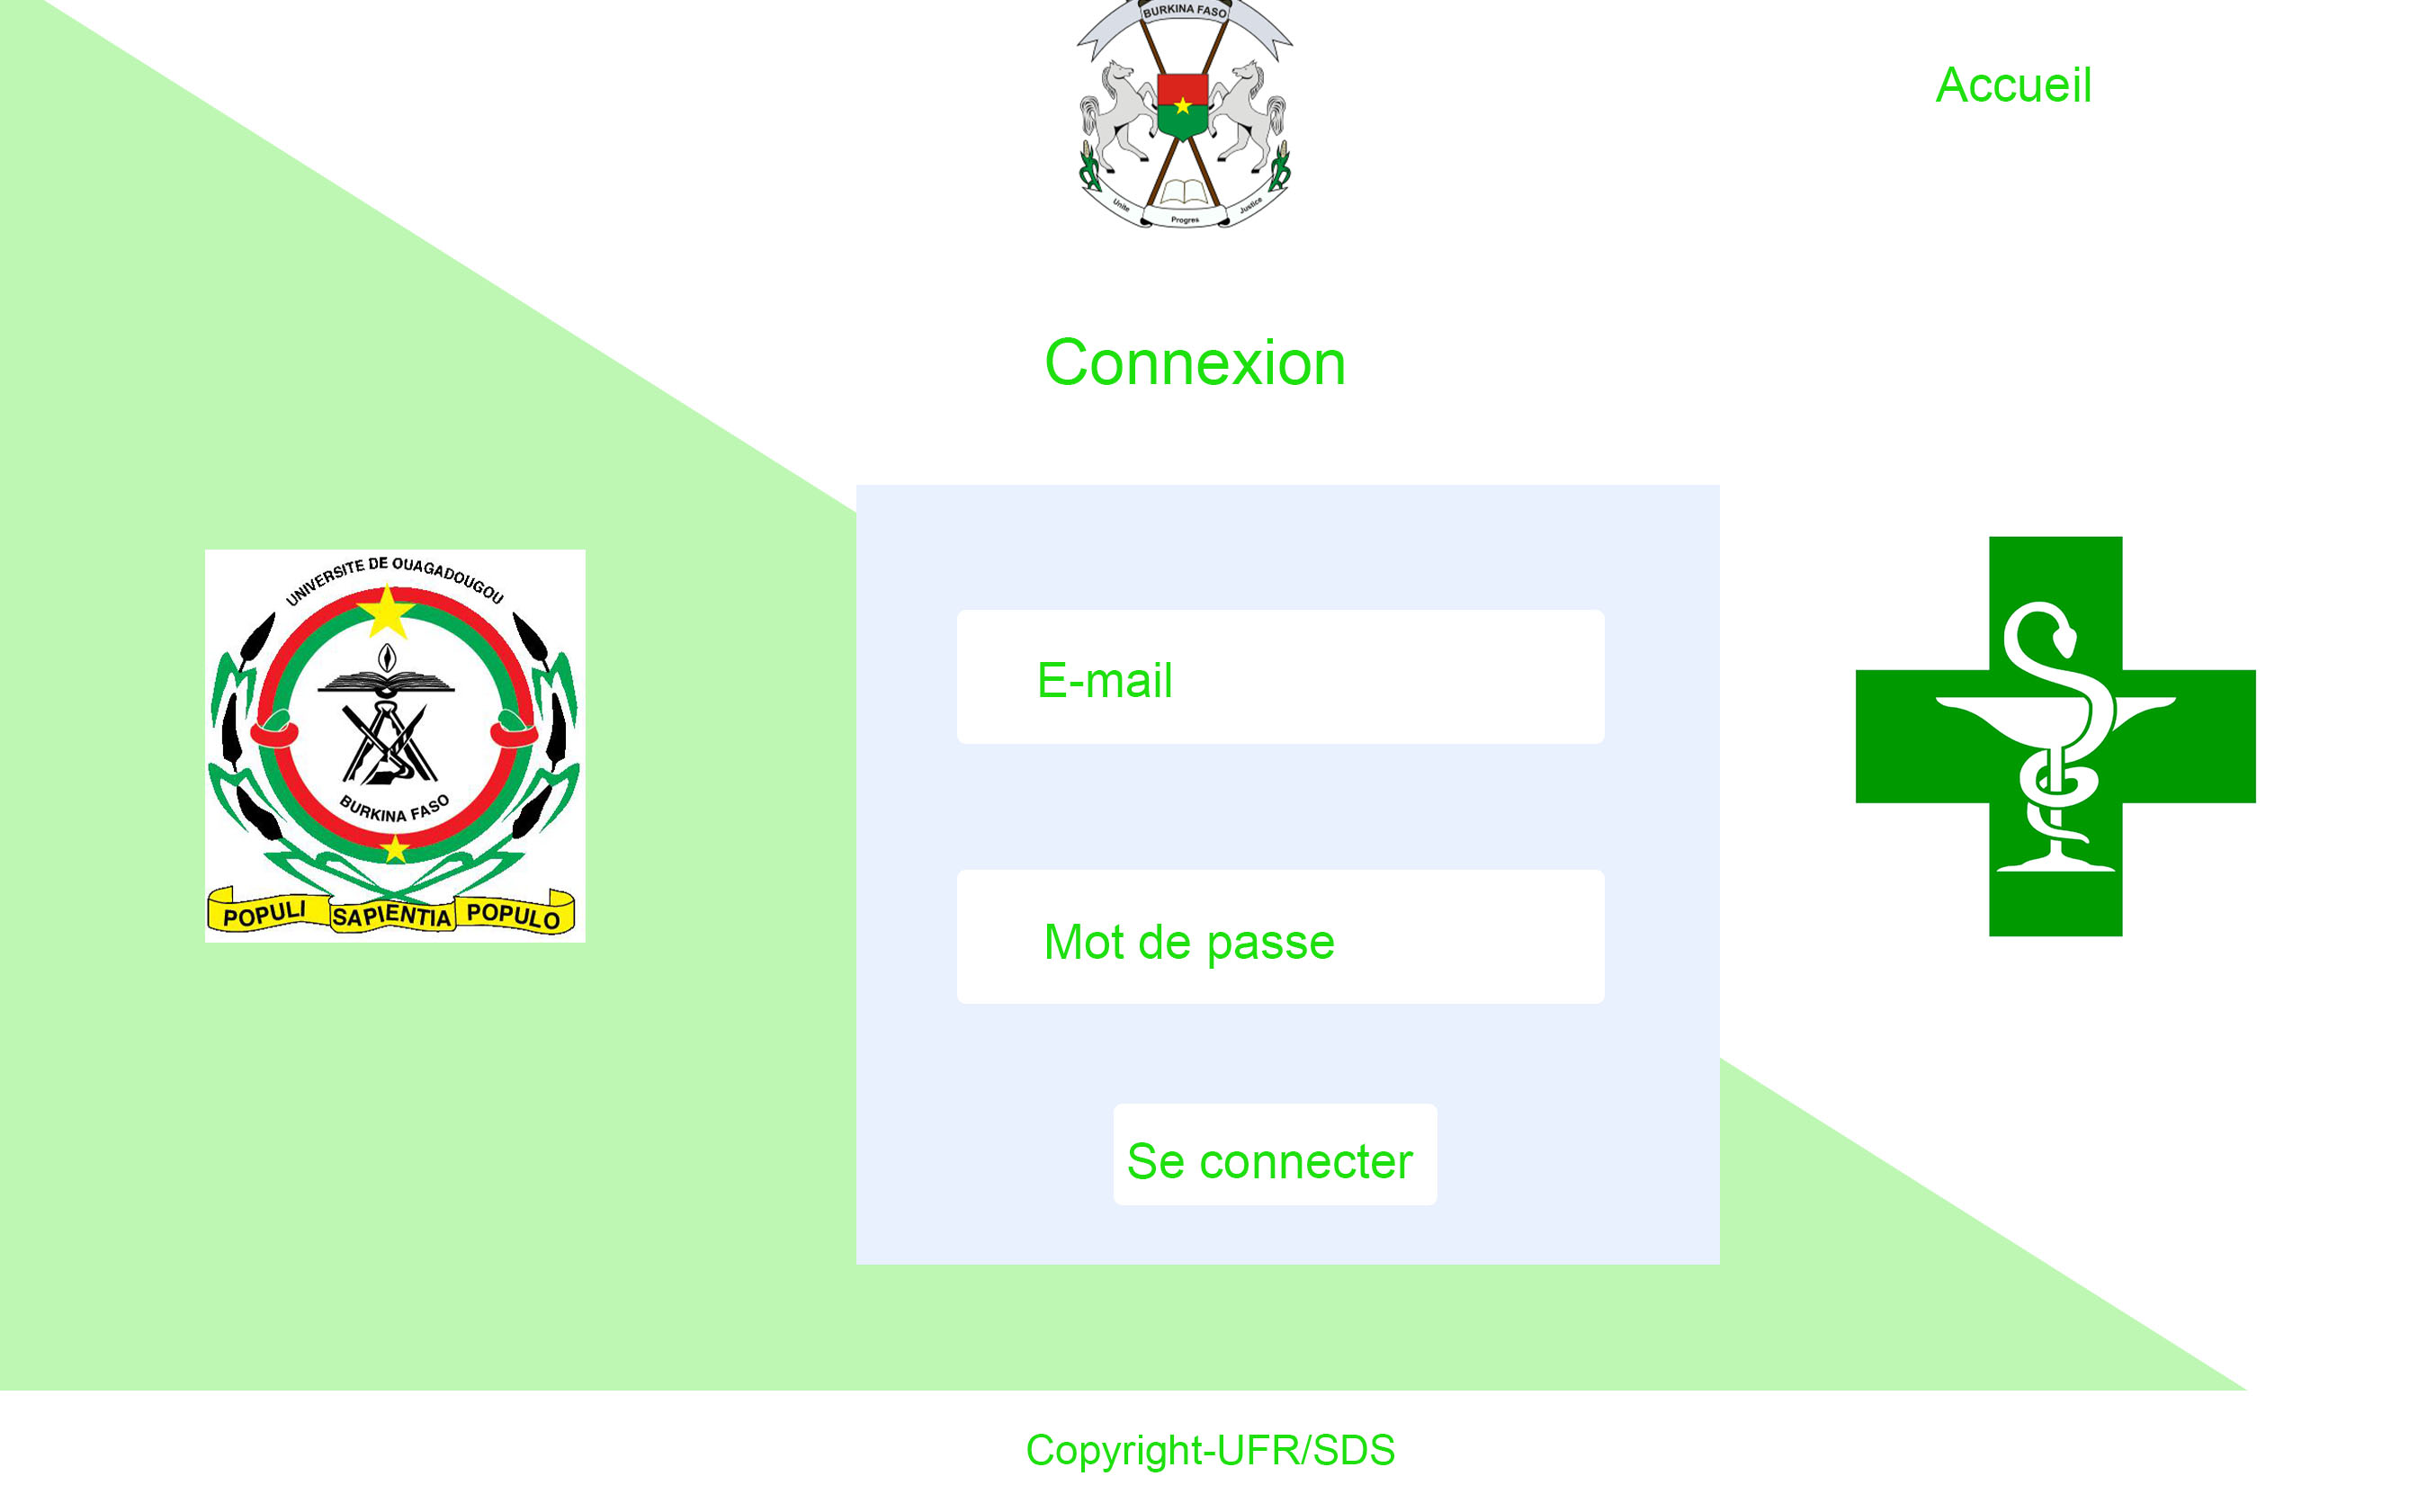 BURKINA FASO
Accueil
Unite
Progres
Justice
Connexion
UNIVERSITE DE OUAGADOUGOU
BURKINA FASO
POPULI SAPIENTIA POPULO
E-mail
Mot de passe
Se connecter
Copyright-UFR/SDS